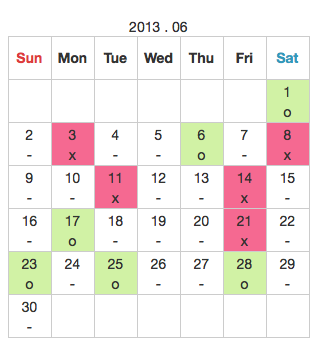 2013 . 06
Sun Mon Tue Wed Thu Fri Sat
1
o
2 3 4 5 6 7 8
- x - - o - x
9 10 11 12 13 14 15
- - x - - x -
16 17 18 19 20 21 22
- o - - - x -
23 24 25 26 27 28 29
o - o - - o -
30
-